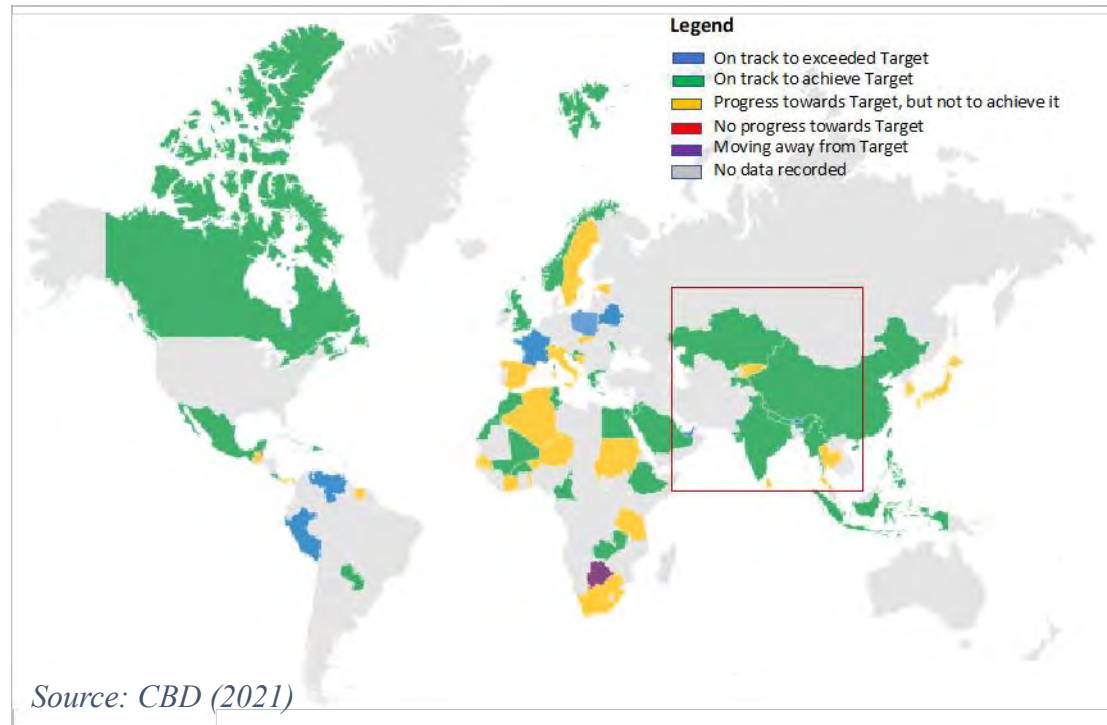 Legend
On track to exceeded Target
On track to achieve Target
Progress towards Target, but not to achieve it
No progress towards Target
Moving away from Target
No data recorded
Source: CBD (2021)